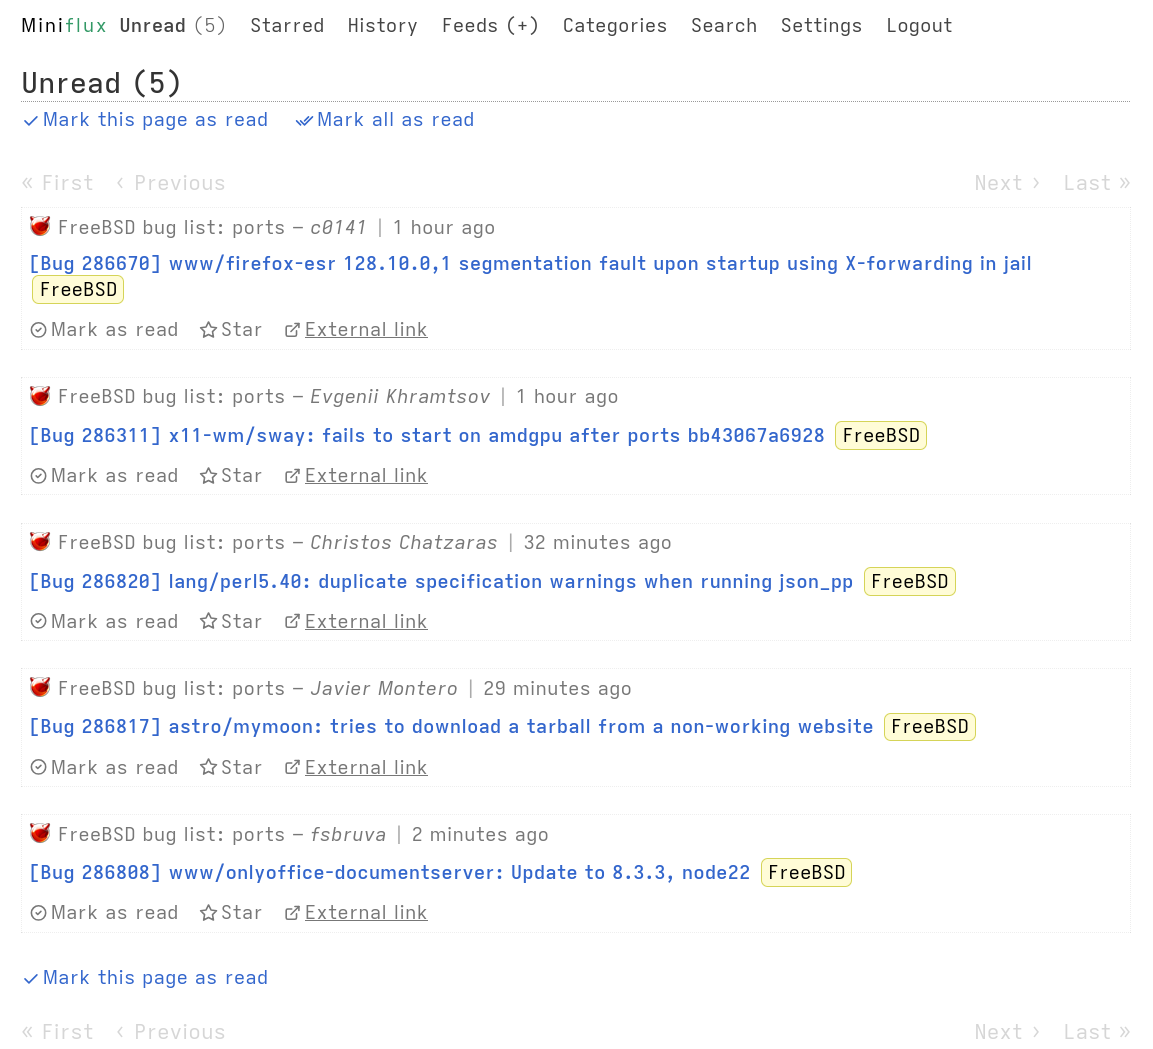 Miniflux Unread (5) Starred History Feeds (+) Categories Search Settings Logout
Unread (5)
Mark this page as read Mark all as read
« First ‹ Previous Next › Last »
FreeBSD bug list: ports – c0141 | 1 hour ago
[Bug 286670] www/firefox-esr 128.10.0,1 segmentation fault upon startup using X-forwarding in jail
FreeBSD
Mark as read Star External link
FreeBSD bug list: ports – Evgenii Khramtsov | 1 hour ago
[Bug 286311] x11-wm/sway: fails to start on amdgpu after ports bb43067a6928 FreeBSD
Mark as read Star External link
FreeBSD bug list: ports – Christos Chatzaras | 32 minutes ago
[Bug 286820] lang/perl5.40: duplicate specification warnings when running json_pp FreeBSD
Mark as read Star External link
FreeBSD bug list: ports – Javier Montero | 29 minutes ago
[Bug 286817] astro/mymoon: tries to download a tarball from a non-working website FreeBSD
Mark as read Star External link
FreeBSD bug list: ports – fsbruva | 2 minutes ago
[Bug 286808] www/onlyoffice-documentserver: Update to 8.3.3, node22 FreeBSD
Mark as read Star External link
Mark this page as read
« First ‹ Previous Next › Last »